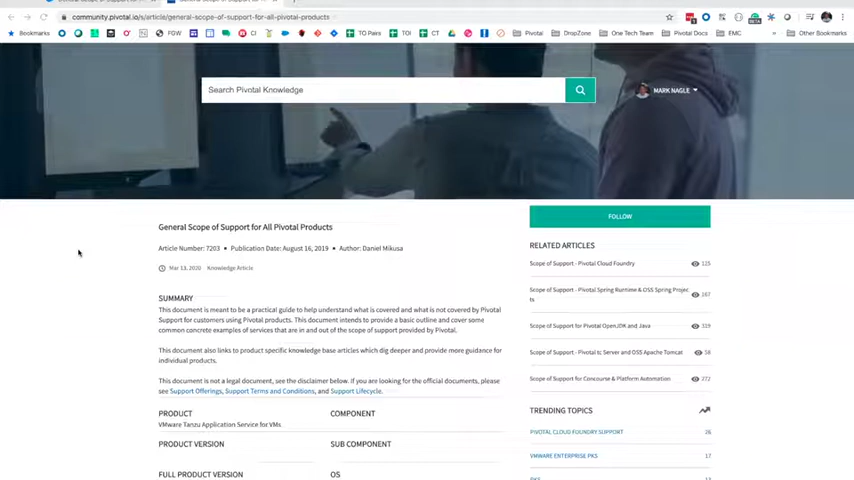 community.pivotal.io/s/article/general-scope-of-support-for-all-pivotal-products
Bookmarks
FGW
CI
TO Pairs
TOI
CT
Pivotal
DropZone
One Tech Team
Pivotal Docs
EMC
»
Other Bookmarks
Search Pivotal Knowledge
MARK NAGLE
General Scope of Support for All Pivotal Products
Article Number: 7203 • Publication Date: August 16, 2019 • Author: Daniel Mikusa
Mar 13, 2020 Knowledge Article
SUMMARY
This document is meant to be a practical guide to help understand what is covered and what is not covered by Pivotal
Support for customers using Pivotal products. This document intends to provide a basic outline and cover some
common concrete examples of services that are in and out of the scope of support provided by Pivotal.
This document also links to product specific knowledge base articles which dig deeper and provide more guidance for
individual products.
This document is not a legal document, see the disclaimer below. If you are looking for the official documents, please
see Support Offerings, Support Terms and Conditions, and Support Lifecycle.
PRODUCT
VMware Tanzu Application Service for VMs
COMPONENT
PRODUCT VERSION
SUB COMPONENT
FULL PRODUCT VERSION
OS
FOLLOW
RELATED ARTICLES
Scope of Support - Pivotal Cloud Foundry
125
Scope of Support - Pivotal Spring Runtime & OSS Spring Projec
ts
167
Scope of Support for Pivotal OpenJDK and Java
319
Scope of Support - Pivotal tc Server and OSS Apache Tomcat
58
Scope of Support for Concourse & Platform Automation
272
TRENDING TOPICS
PIVOTAL CLOUD FOUNDRY SUPPORT
26
VMWARE ENTERPRISE PKS
17
PKS